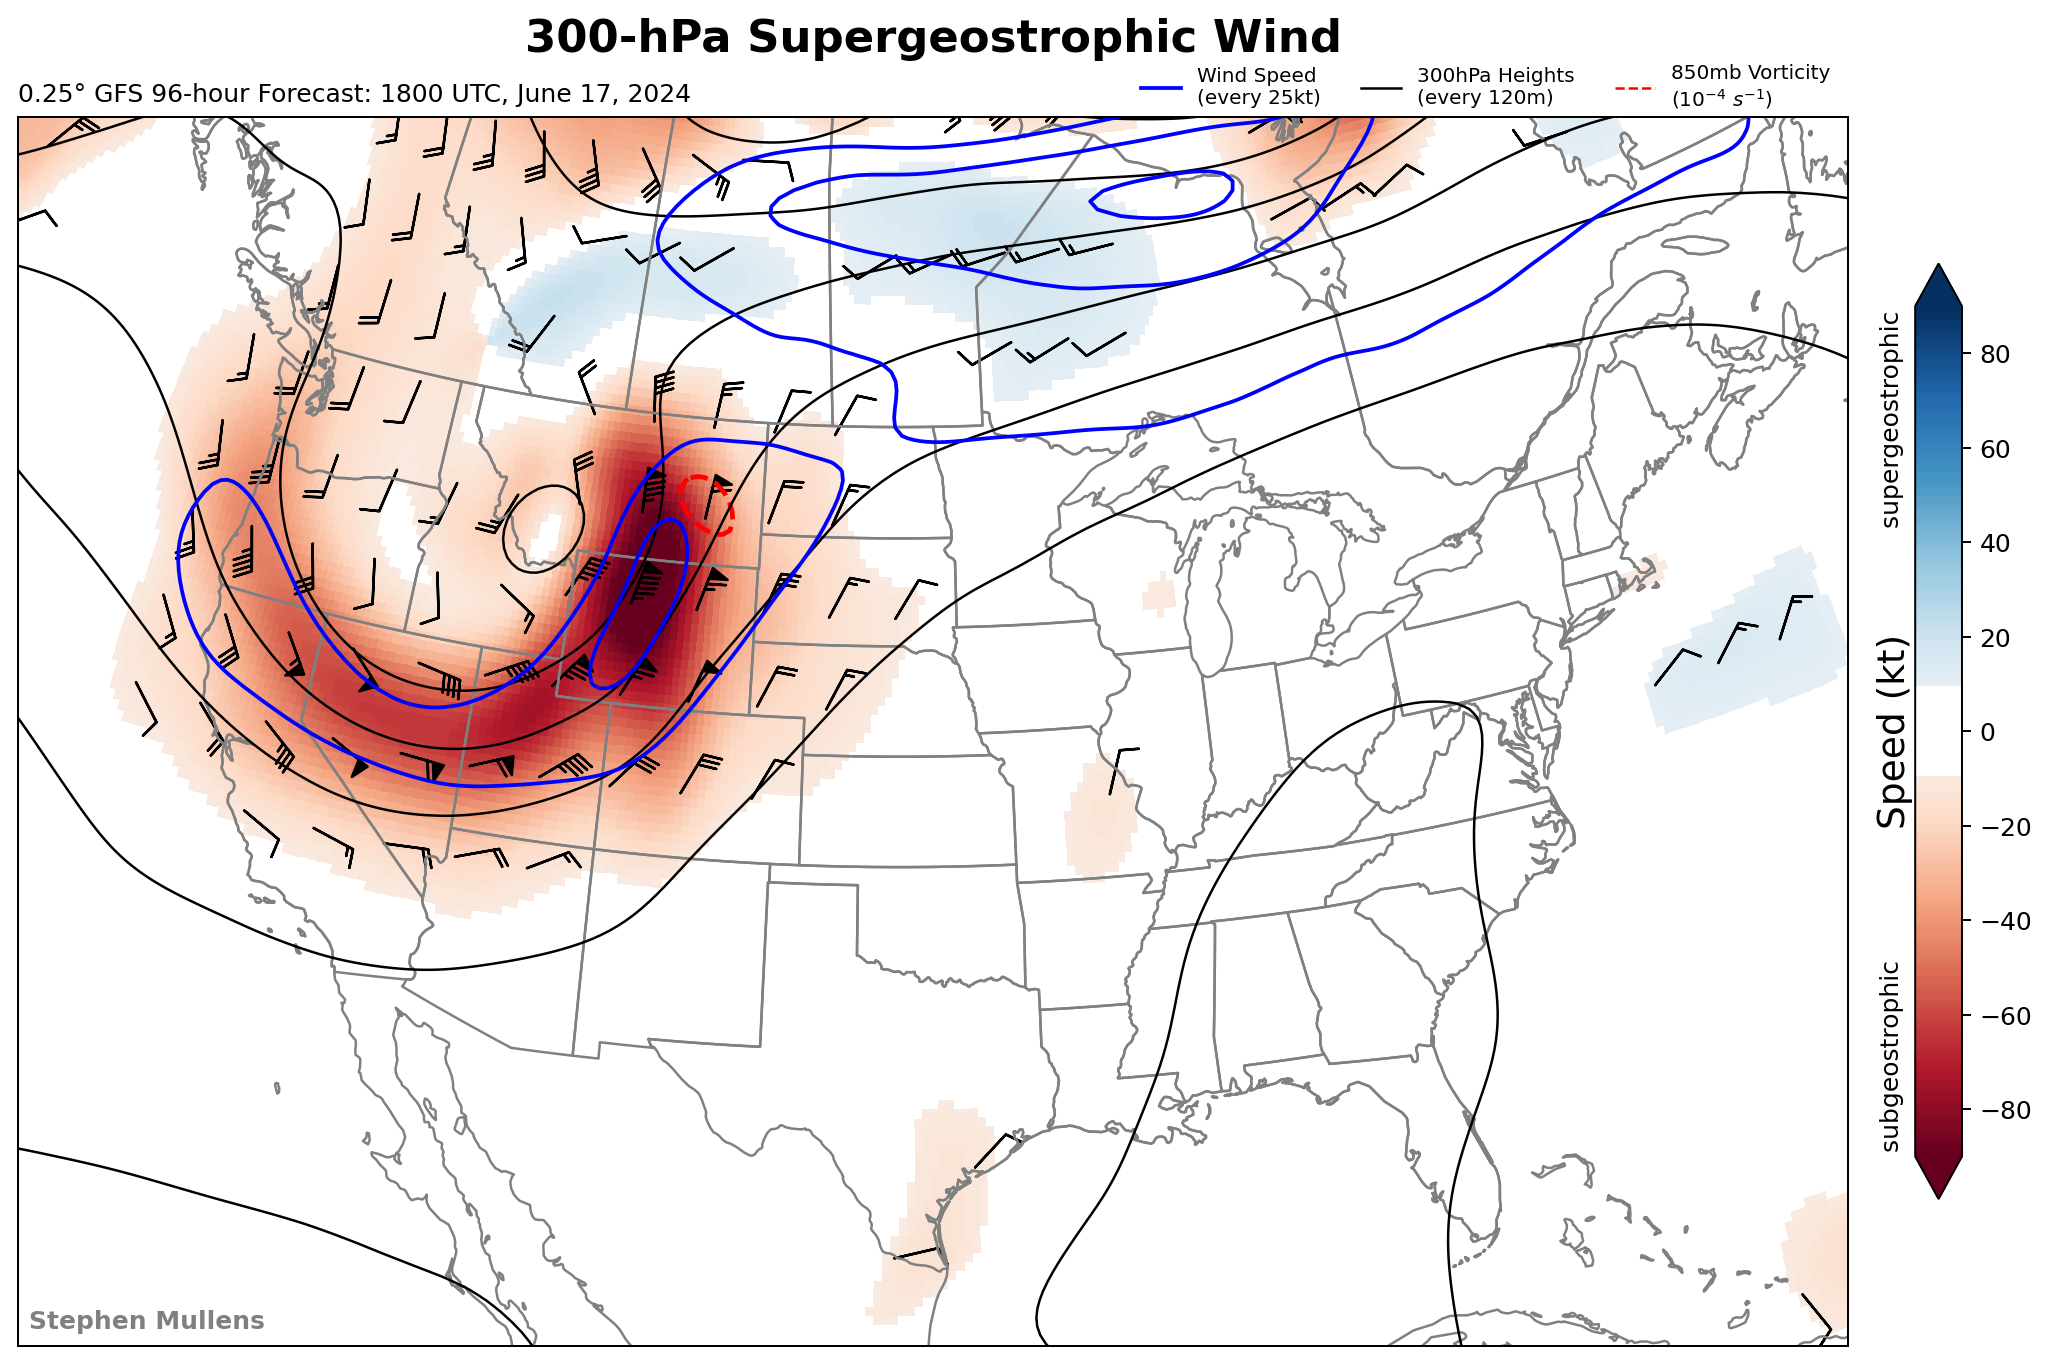 300-hPa Supergeostrophic Wind
0.25° GFS 96-hour Forecast: 1800 UTC, June 17, 2024
Wind Speed
(every 25kt)
300hPa Heights
(every 120m)
850mb Vorticity
(10⁻⁴ s⁻¹)
supergeostrophic
Speed (kt)
subgeostrophic
80
60
40
20
0
−20
−40
−60
−80
Stephen Mullens